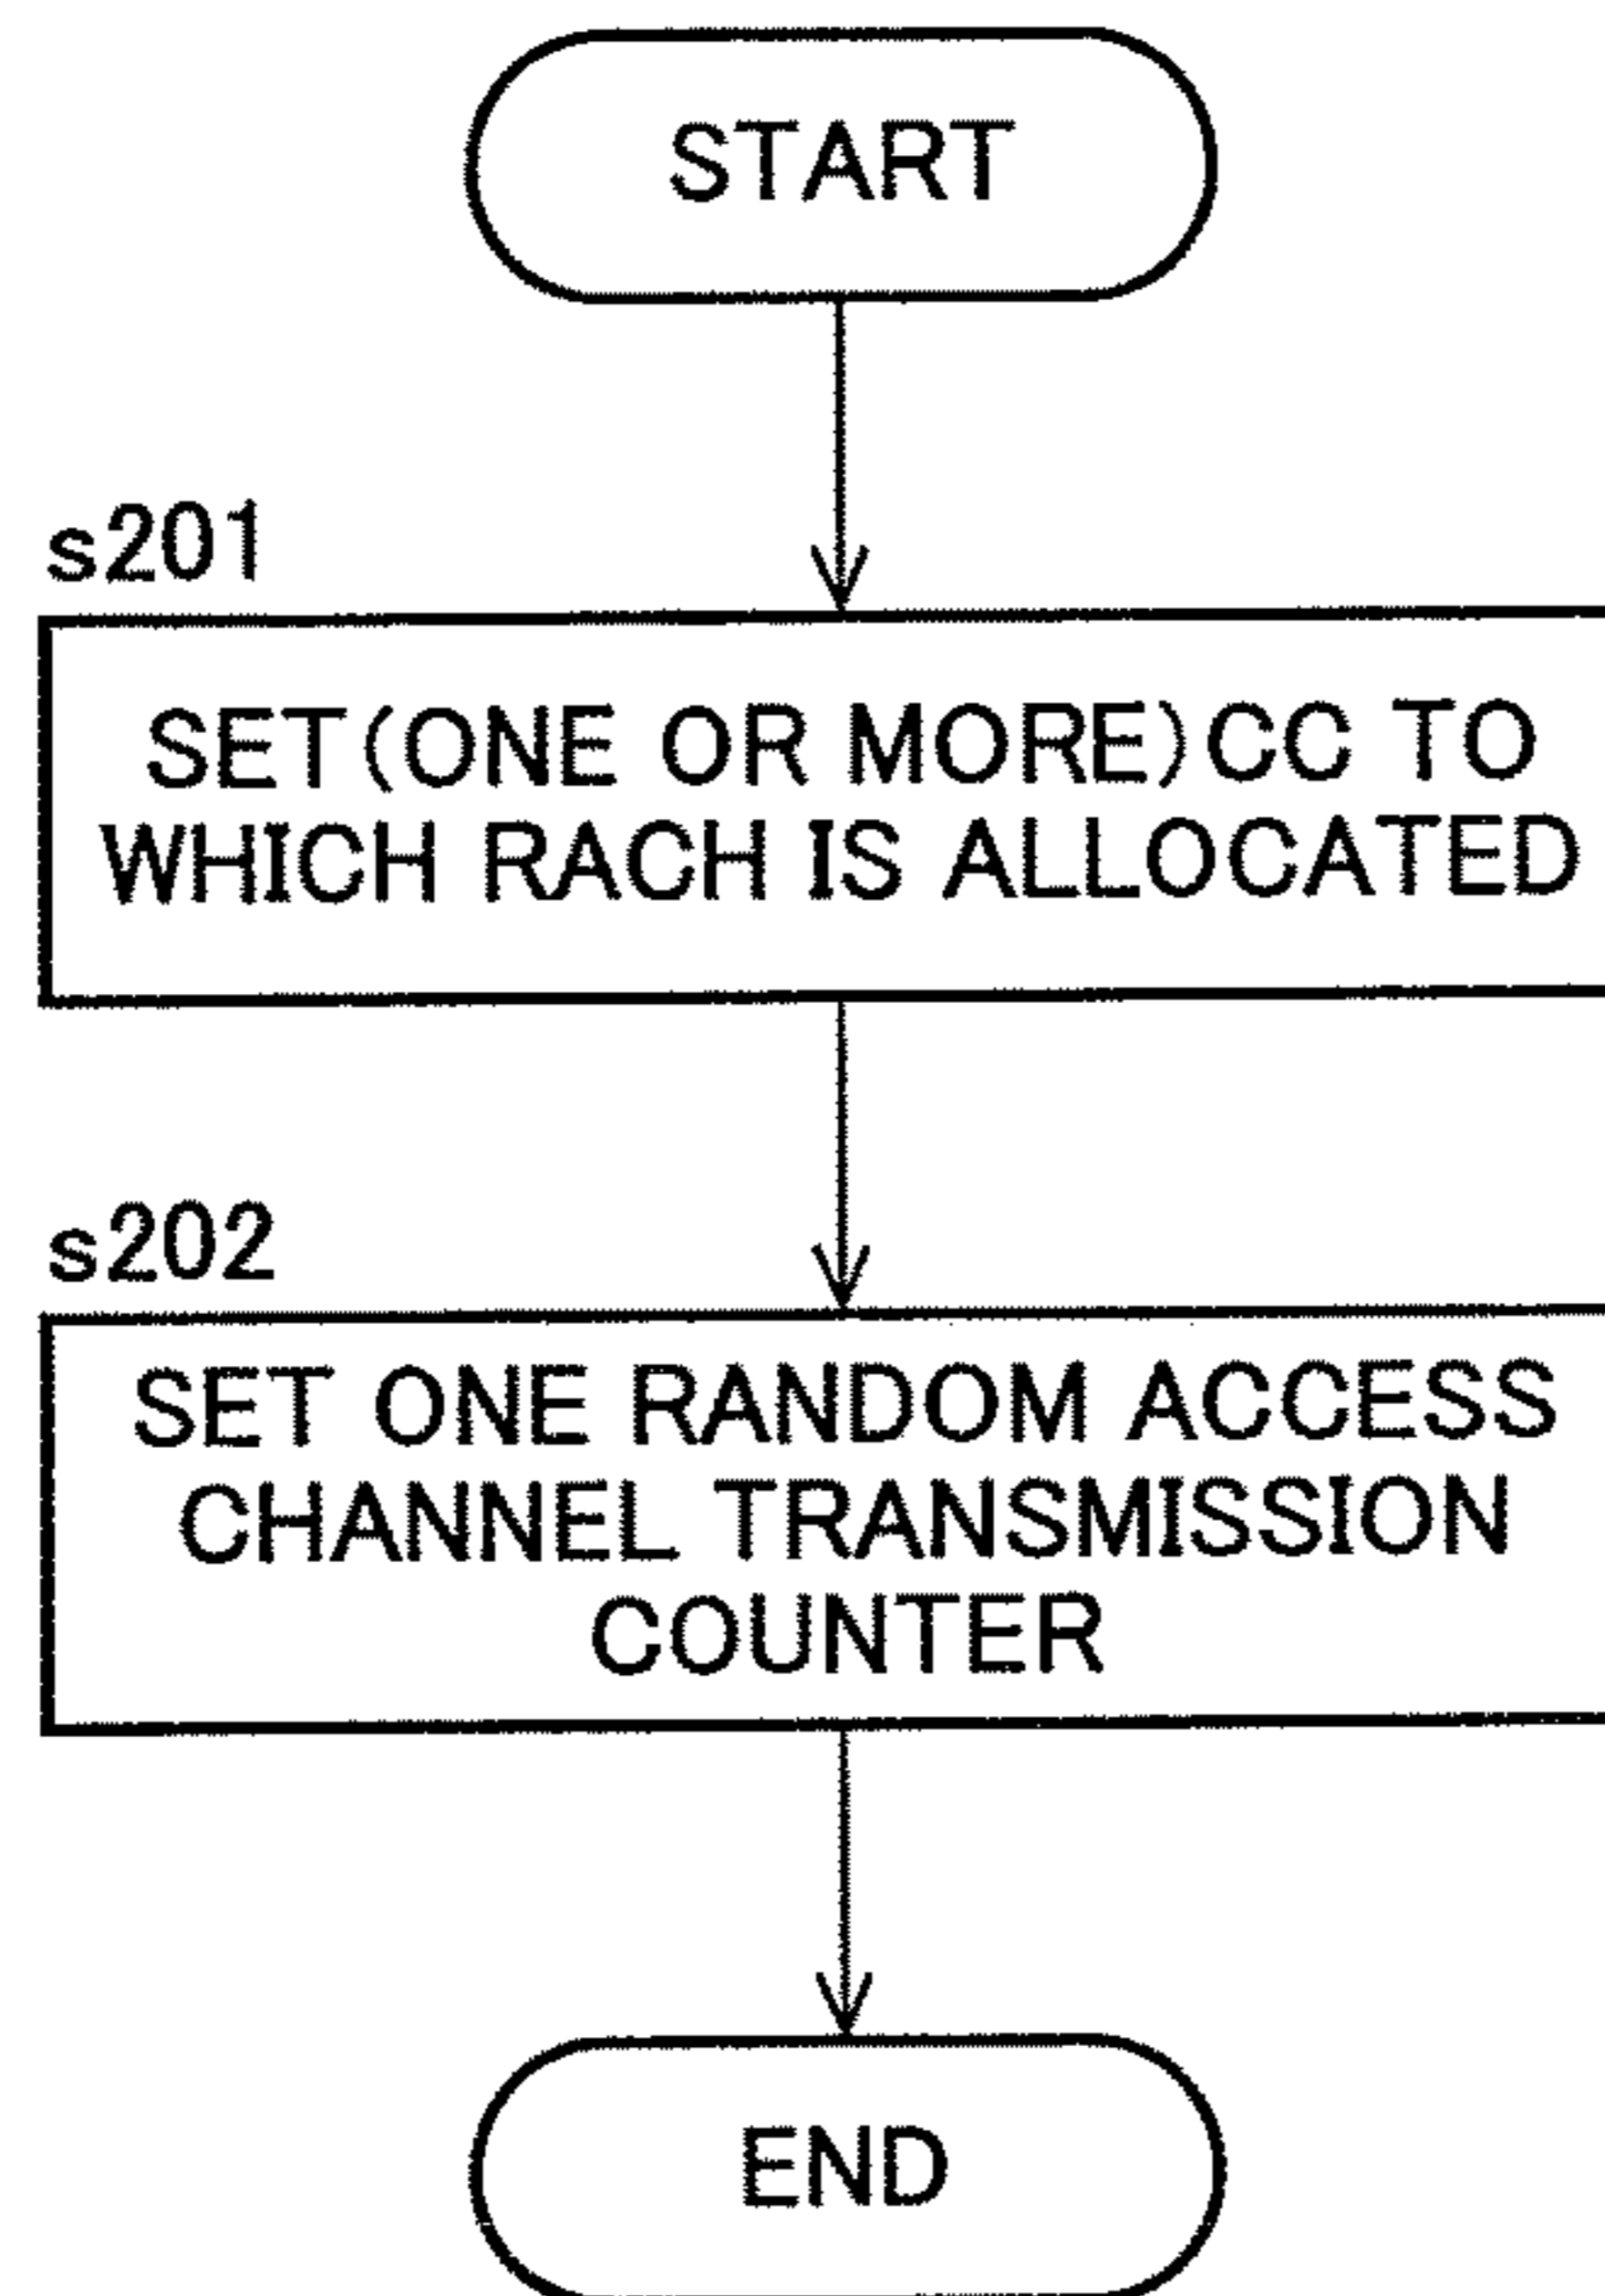 START
s201
SET(ONE OR MORE)CC TO
WHICH RACH IS ALLOCATED
s202
SET ONE RANDOM ACCESS
CHANNEL TRANSMISSION
COUNTER
END